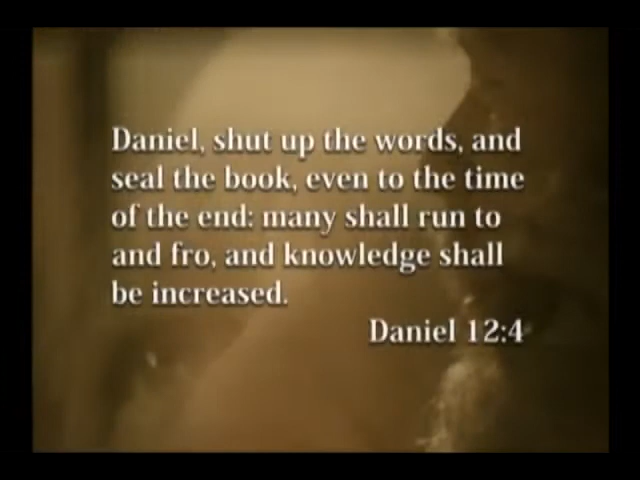 Daniel, shut up the words, and
seal the book, even to the time
of the end: many shall run to
and fro, and knowledge shall
be increased.
Daniel 12:4